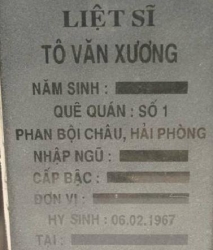 LIỆT SĨ
TÔ VĂN XƯƠNG
NĂM SINH :
QUÊ QUÁN : SỐ 1
PHAN BỘI CHÂU, HẢI PHÒNG
NHẬP NGŨ :
CẤP BẬC :
ĐƠN VỊ :
HY SINH : 06.02.1967
TẠI :